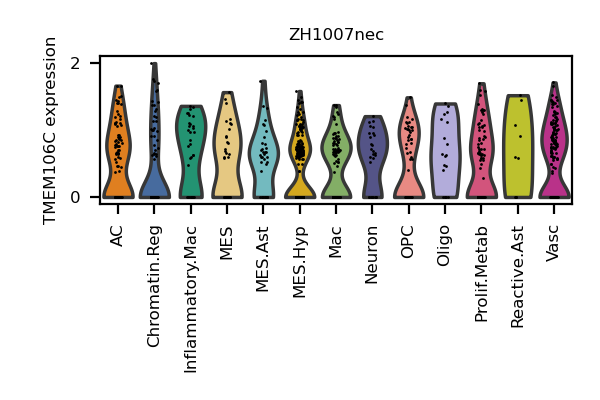 ZH1007nec
TMEM106C expression
2
0
AC
Chromatin.Reg
Inflammatory.Mac
MES
MES.Ast
MES.Hyp
Mac
Neuron
OPC
Oligo
Prolif.Metab
Reactive.Ast
Vasc